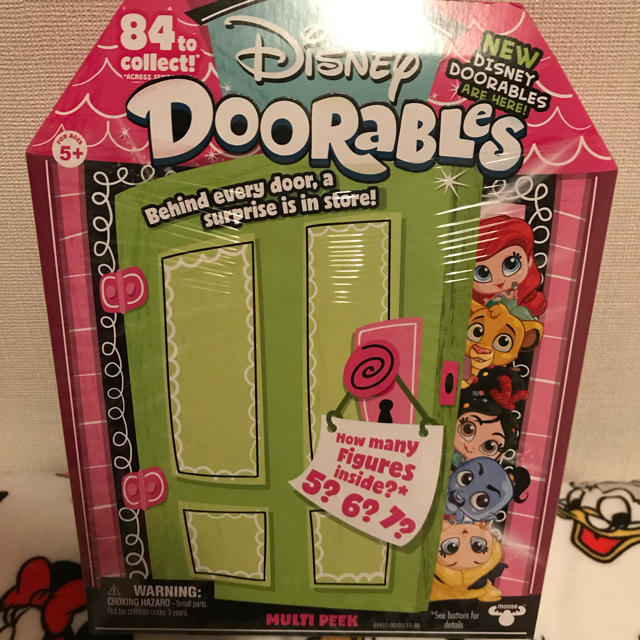 84 to
collect!*
NEW
DISNEY
DOORABLES
ARE HERE!
Disney
DOORABLeS
FOR AGES
5+
Behind every door, a
surprise is in store!
How many
Figures
inside?*
5? 6? 7?
WARNING:
CHOKING HAZARD – Small parts.
Not for children under 3 years.
MULTI PEEK
*See bottom for
details
moose